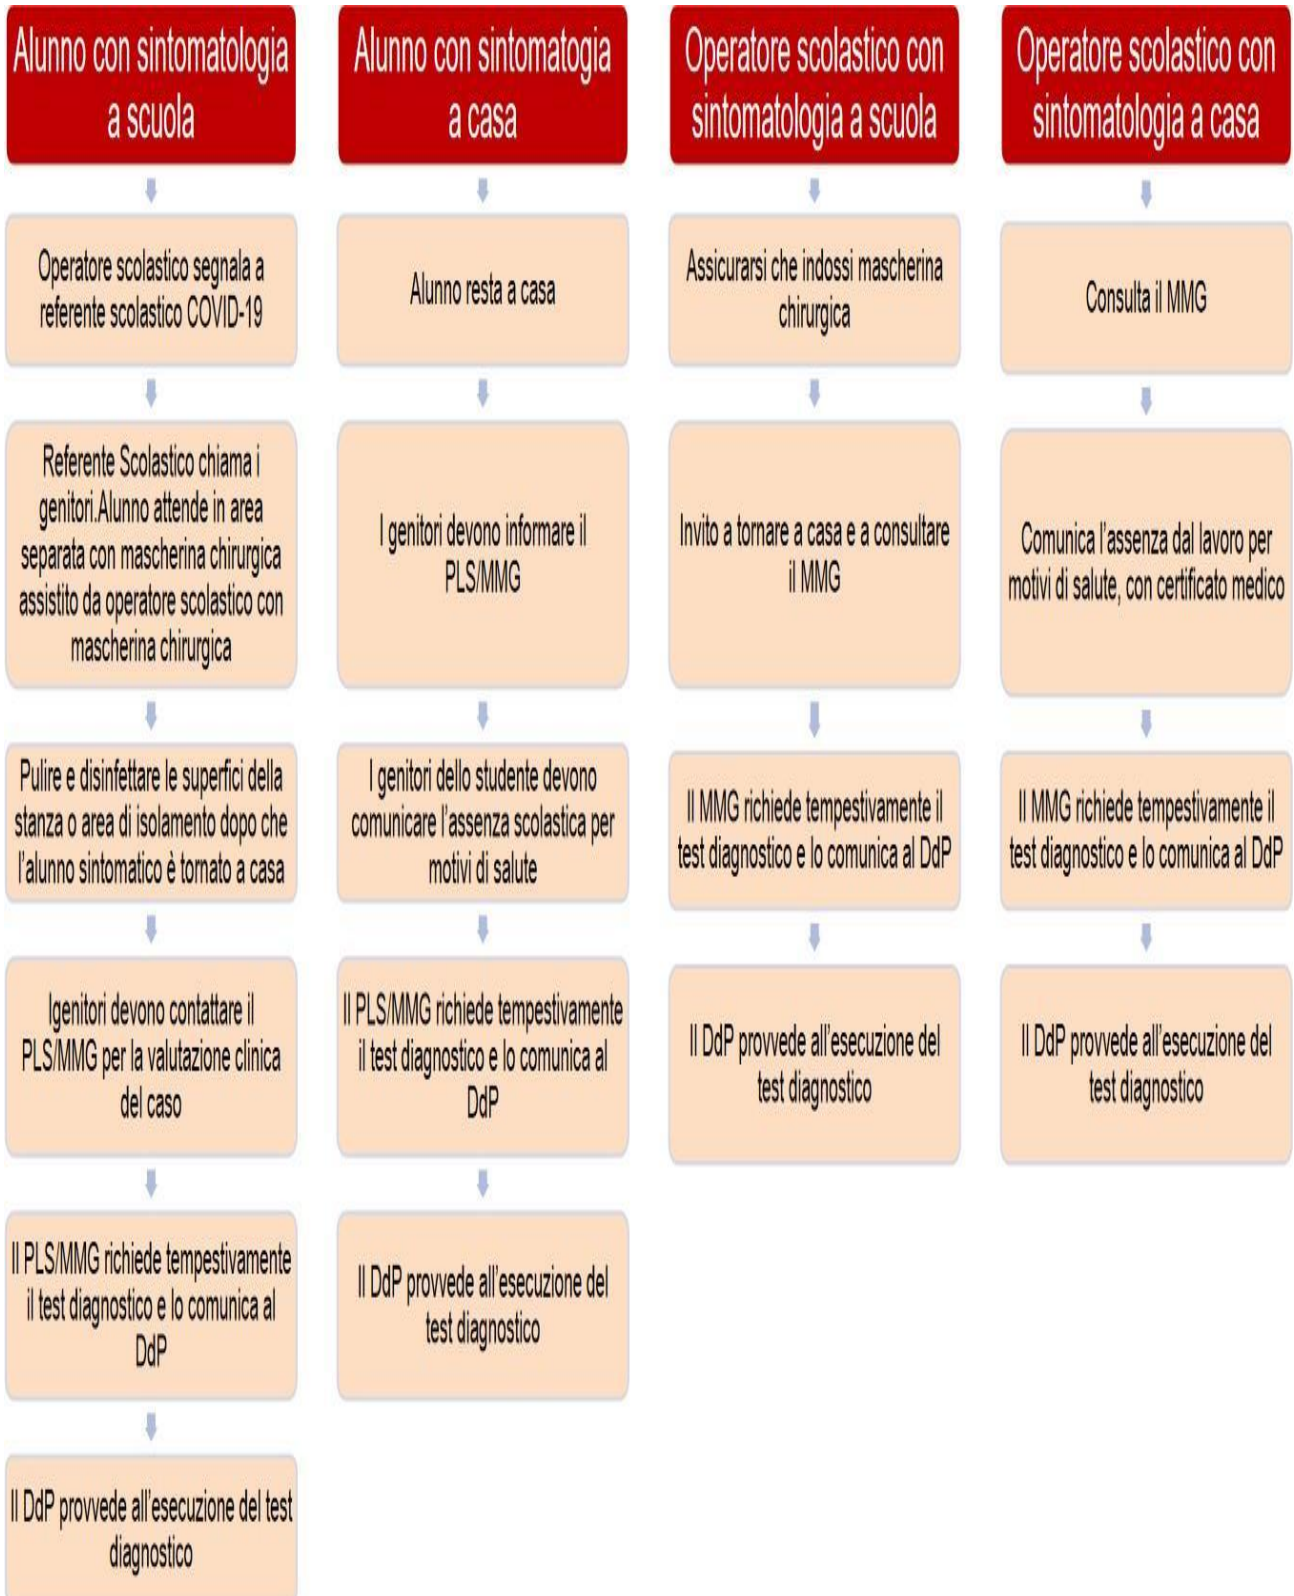 Alunno con sintomatologia
a scuola
Operatore scolastico segnala a
referente scolastico COVID-19
Referente Scolastico chiama i
genitori.Alunno attende in area
separata con mascherina chirurgica
assistito da operatore scolastico con
mascherina chirurgica
Pulire e disinfettare le superfici della
stanza o area di isolamento dopo che
l'alunno sintomatico è tornato a casa
Igenitori devono contattare il
PLS/MMG per la valutazione clinica
del caso
Il PLS/MMG richiede tempestivamente
il test diagnostico e lo comunica al
DdP
Il DdP provvede all'esecuzione del test
diagnostico
Alunno con sintomatogia
a casa
Alunno resta a casa
I genitori devono informare il
PLS/MMG
I genitori dello studente devono
comunicare l'assenza scolastica per
motivi di salute
Il PLS/MMG richiede tempestivamente
il test diagnostico e lo comunica al
DdP
Il DdP provvede all'esecuzione del
test diagnostico
Operatore scolastico con
sintomatologia a scuola
Assicurarsi che indossi mascherina
chirurgica
Invito a tornare a casa e a consultare
il MMG
Il MMG richiede tempestivamente il
test diagnostico e lo comunica al DdP
Il DdP provvede all'esecuzione del
test diagnostico
Operatore scolastico con
sintomatologia a casa
Consulta il MMG
Comunica l'assenza dal lavoro per
motivi di salute, con certificato medico
Il MMG richiede tempestivamente il
test diagnostico e lo comunica al DdP
Il DdP provvede all'esecuzione del
test diagnostico